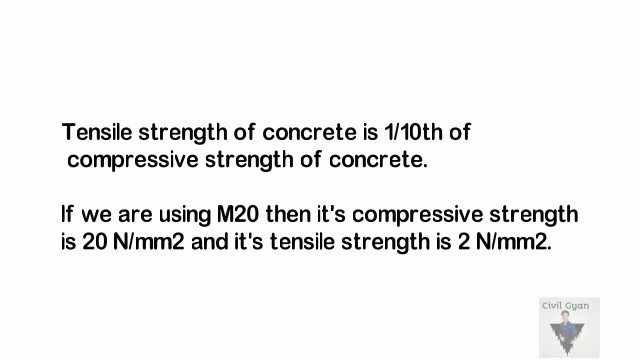 Tensile strength of concrete is 1/10th of
compressive strength of concrete.
If we are using M20 then it's compressive strength
is 20 N/mm2 and it's tensile strength is 2 N/mm2.
Civil Gyan